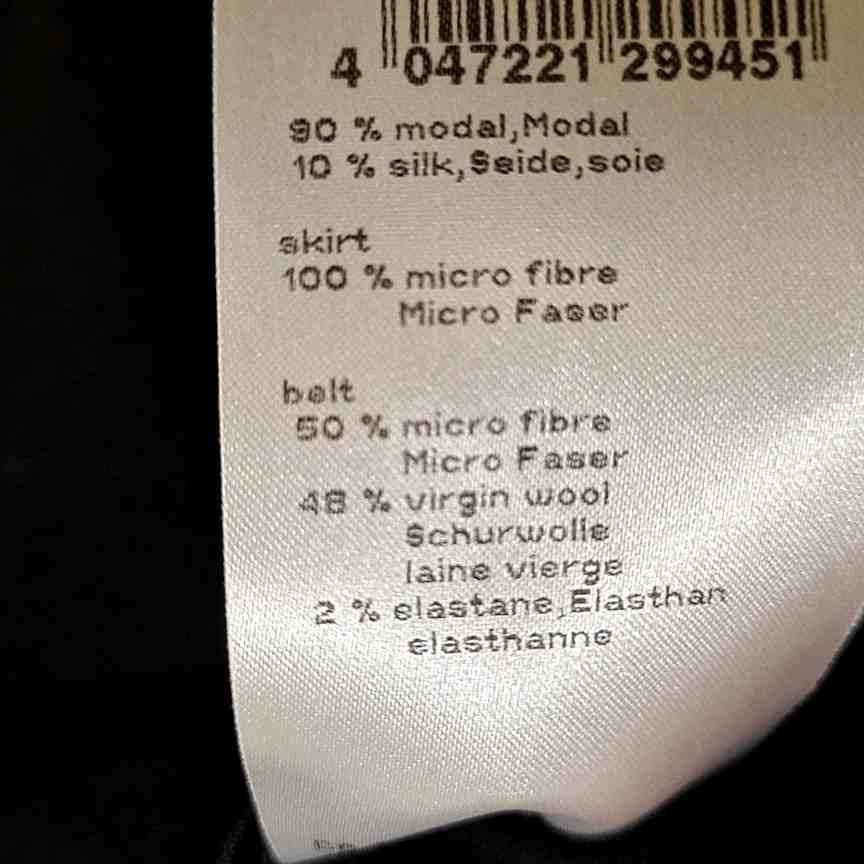 4 047221 299451
90 % modal,Modal
10 % silk,Seide,soie
skirt
100 % micro fibre
Micro Faser
belt
50 % micro fibre
Micro Faser
48 % virgin wool
Schurwolle
laine vierge
2 % elastane,Elasthan
elasthanne